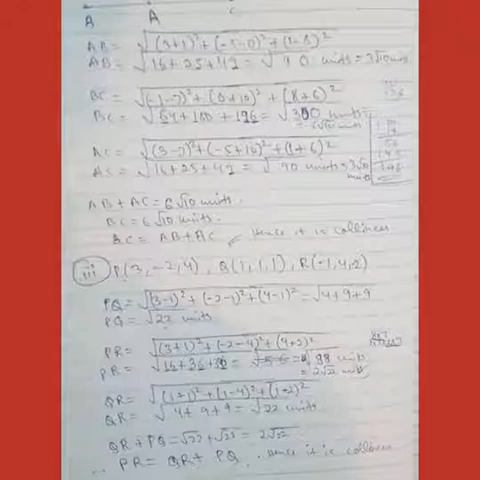 A A
AB = √(3+1)² + (-5-0)² + (1-8)²
AB = √16+25+49 = √90 units = 3√10 units
BC = √(-1-7)² + (0+10)² + (8+6)²
BC = √64+100+196 = √360 units
= 6√10 units
AC = √(3-7)² + (-5+10)² + (1+6)²
AC = √16+25+49 = √90 units = 3√10 units
AB + AC = 6√10 units.
BC = 6√10 units.
BC = AB + AC Hence it is collinear
iii P(3, -2, 4), Q(1, 1, 1), R(-1, 4, 2)
PQ = √(3-1)² + (-2-1)² + (4-1)² = √4+9+9
PQ = √22 units
PR = √(3+1)² + (-2-4)² + (4+2)²
PR = √16+36+36 = √88 units
= 2√22 units
QR = √(1+1)² + (1-4)² + (1+2)²
QR = √4+9+9 = √22 units
QR + PQ = √22 + √22 = 2√22
∴ PR = QR + PQ . Hence it is collinear